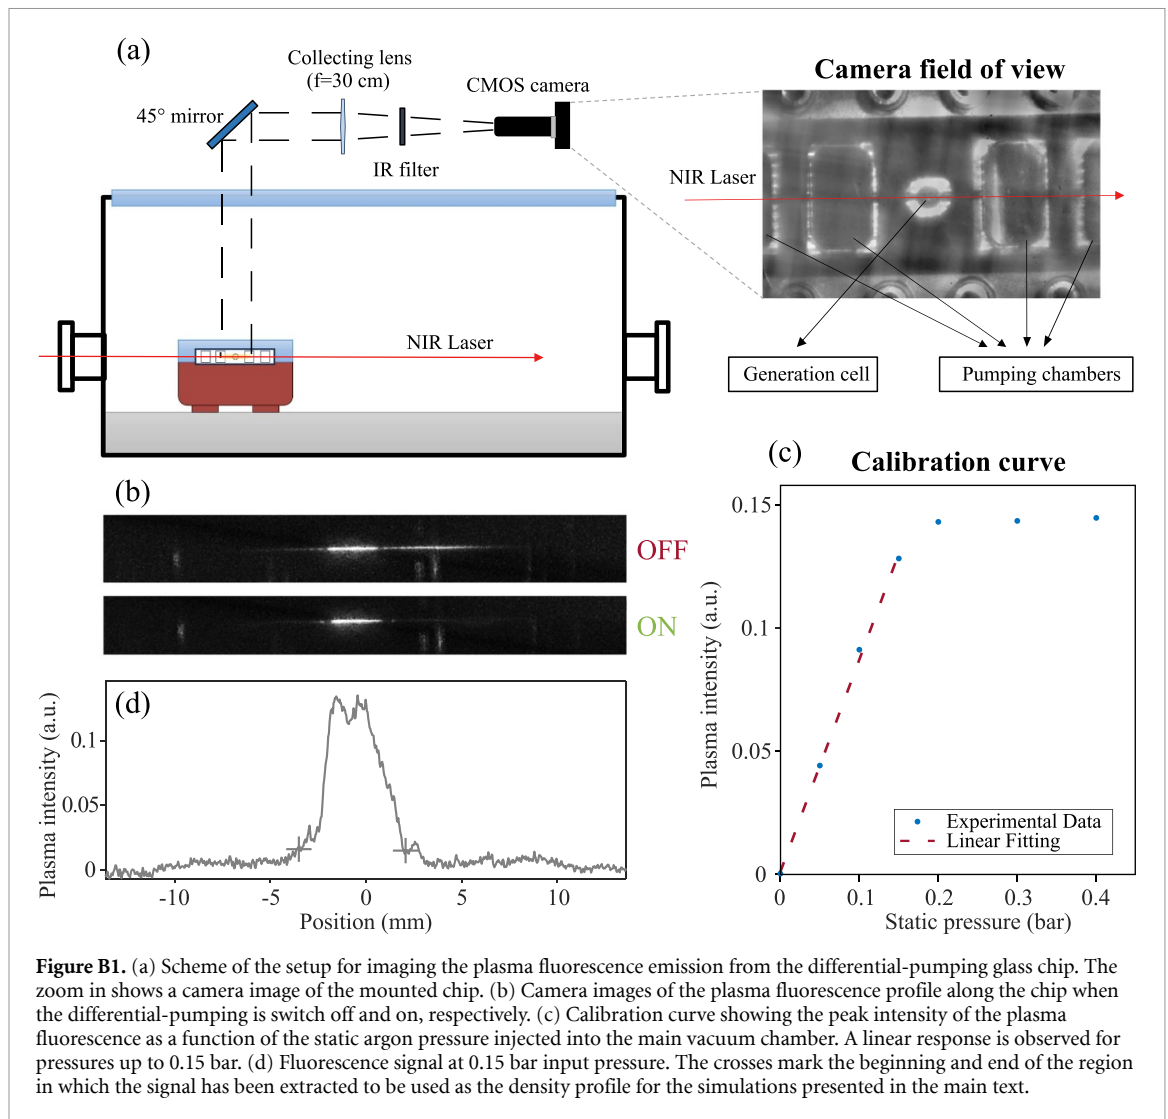 (a)
Collecting lens
(f=30 cm)
CMOS camera
45° mirror
IR filter
Camera field of view
NIR Laser
NIR Laser
Generation cell
Pumping chambers
(b)
OFF
ON
(c)
Calibration curve
Plasma intensity (a.u.)
0.15
0.1
0.05
0
0
0.1
0.2
0.3
0.4
Static pressure (bar)
Experimental Data
Linear Fitting
(d)
Plasma intensity (a.u.)
0.1
0.05
0
-10
-5
0
5
10
Position (mm)
Figure B1. (a) Scheme of the setup for imaging the plasma fluorescence emission from the differential-pumping glass chip. The
zoom in shows a camera image of the mounted chip. (b) Camera images of the plasma fluorescence profile along the chip when
the differential-pumping is switch off and on, respectively. (c) Calibration curve showing the peak intensity of the plasma
fluorescence as a function of the static argon pressure injected into the main vacuum chamber. A linear response is observed for
pressures up to 0.15 bar. (d) Fluorescence signal at 0.15 bar input pressure. The crosses mark the beginning and end of the region
in which the signal has been extracted to be used as the density profile for the simulations presented in the main text.